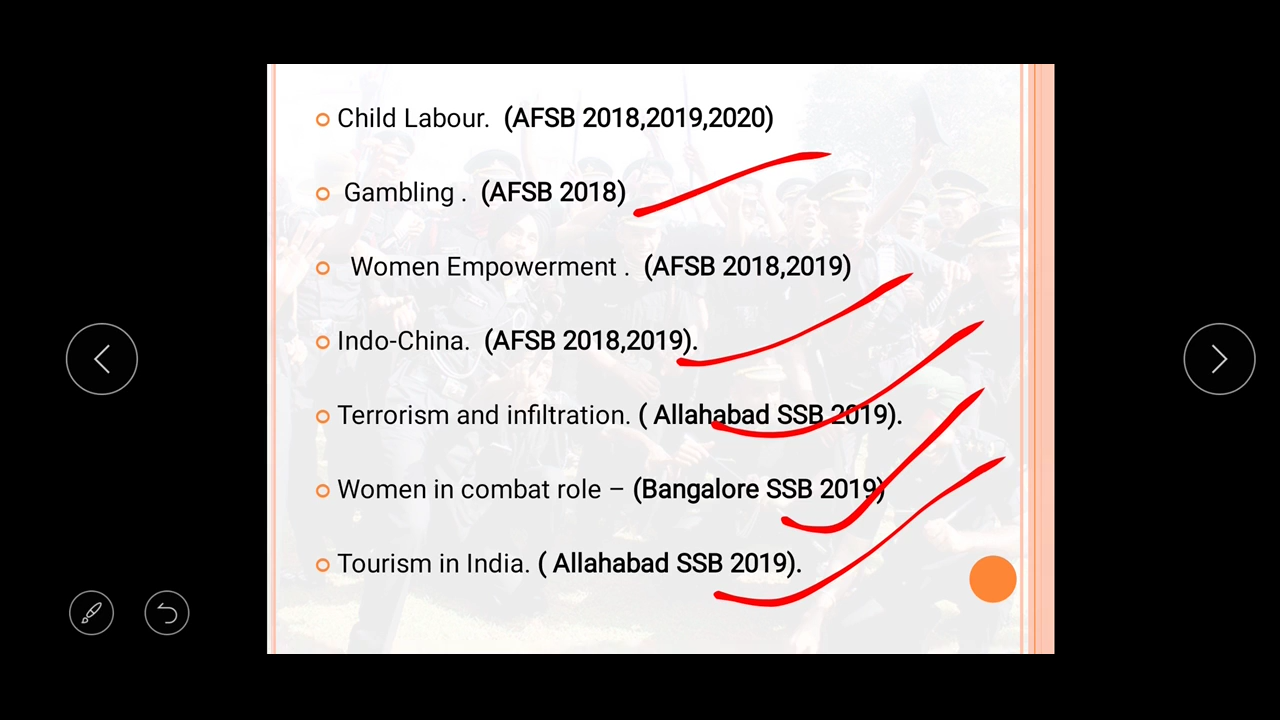 Child Labour. (AFSB 2018,2019,2020)
Gambling . (AFSB 2018)
Women Empowerment . (AFSB 2018,2019)
Indo-China. (AFSB 2018,2019).
Terrorism and infiltration. ( Allahabad SSB 2019).
Women in combat role – (Bangalore SSB 2019)
Tourism in India. ( Allahabad SSB 2019).